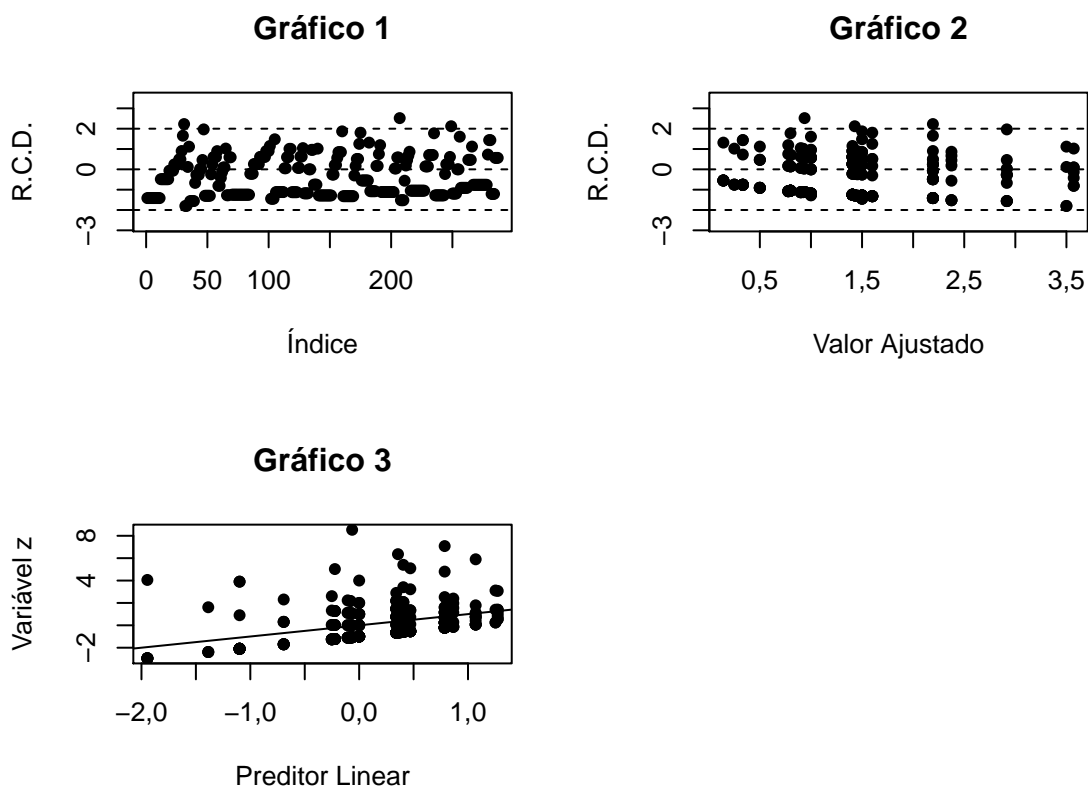 Gráfico 1
R.C.D.
2
0
−3
0 50 100 200
Índice
Gráfico 2
R.C.D.
2
0
−3
0,5 1,5 2,5 3,5
Valor Ajustado
Gráfico 3
Variável z
8
4
−2
−2,0 −1,0 0,0 1,0
Preditor Linear